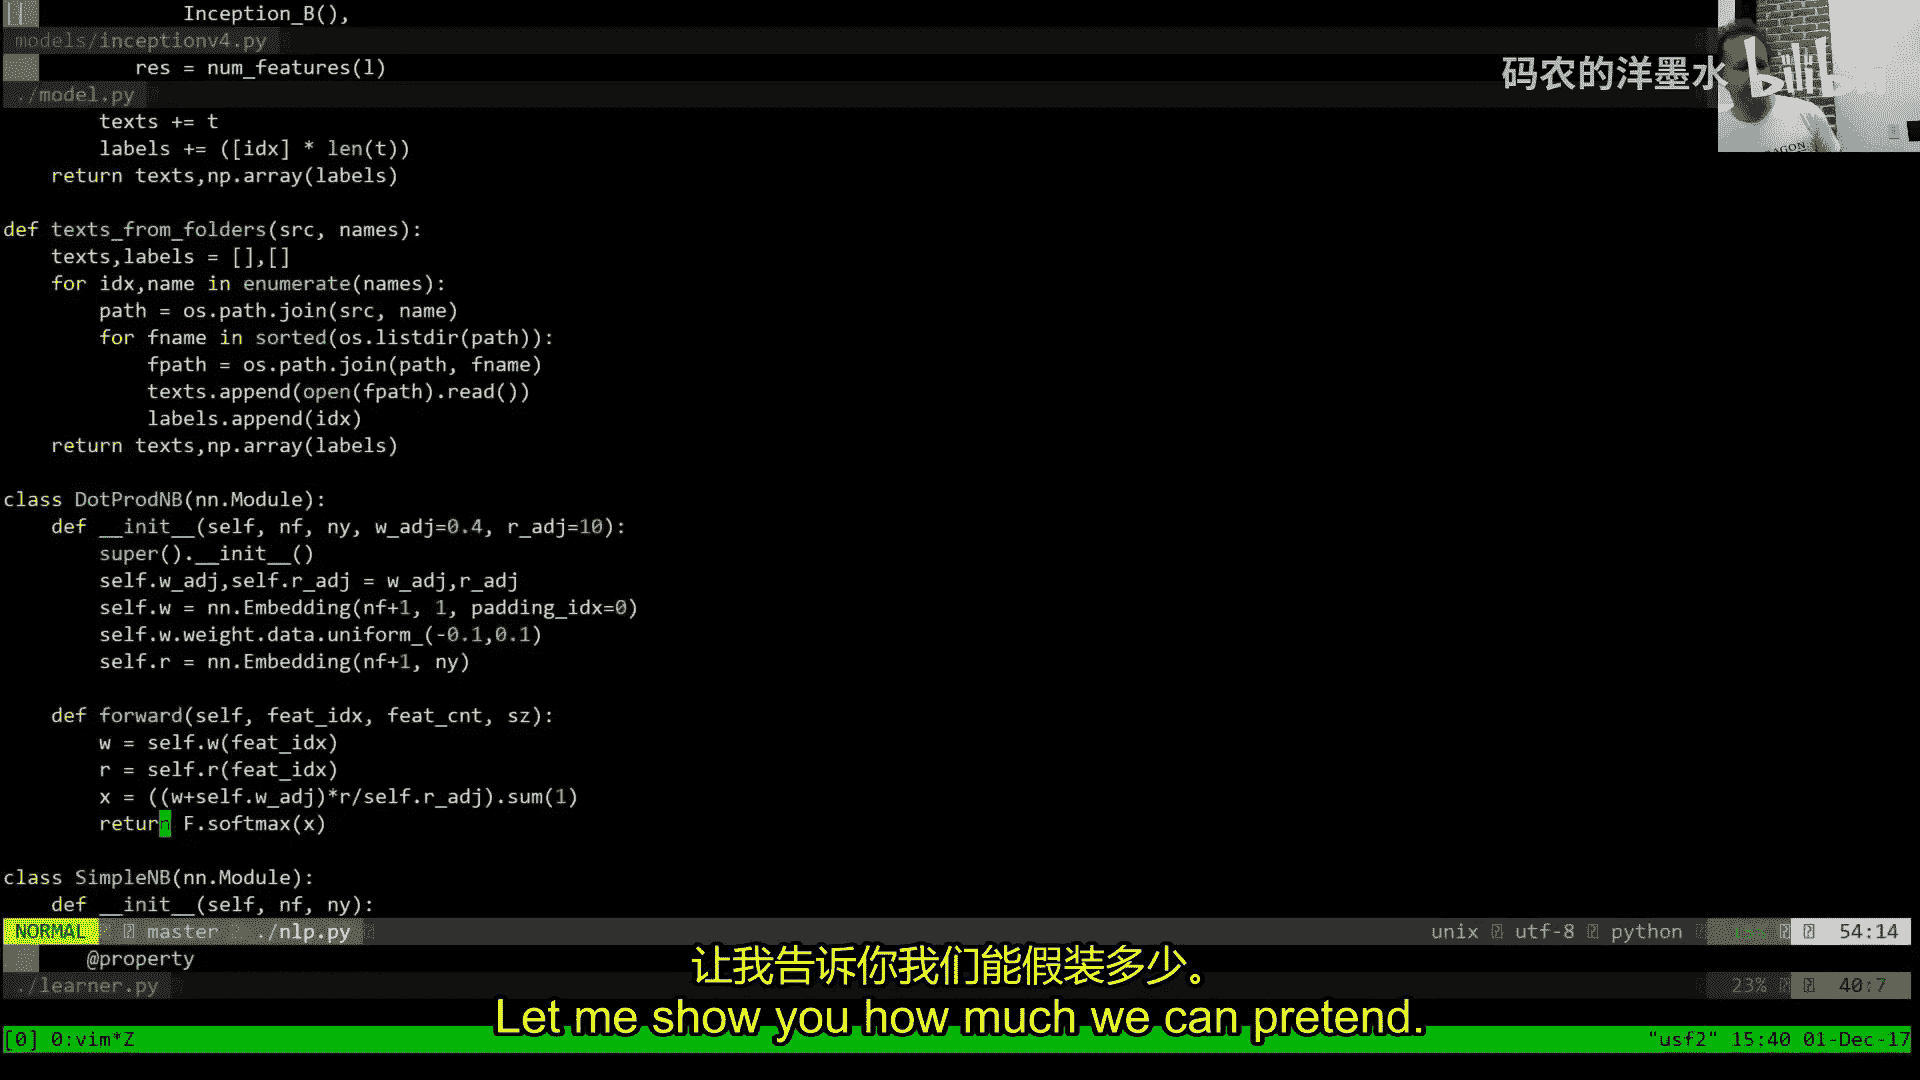 Inception_B(),
models/inceptionv4.py
res = num_features(l)
./model.py
码农的洋墨水 bilibili
texts += t
labels += ([idx] * len(t))
return texts,np.array(labels)
def texts_from_folders(src, names):
texts,labels = [],[]
for idx,name in enumerate(names):
path = os.path.join(src, name)
for fname in sorted(os.listdir(path)):
fpath = os.path.join(path, fname)
texts.append(open(fpath).read())
labels.append(idx)
return texts,np.array(labels)
class DotProdNB(nn.Module):
def __init__(self, nf, ny, w_adj=0.4, r_adj=10):
super().__init__()
self.w_adj,self.r_adj = w_adj,r_adj
self.w = nn.Embedding(nf+1, 1, padding_idx=0)
self.w.weight.data.uniform_(-0.1,0.1)
self.r = nn.Embedding(nf+1, ny)
def forward(self, feat_idx, feat_cnt, sz):
w = self.w(feat_idx)
r = self.r(feat_idx)
x = ((w+self.w_adj)*r/self.r_adj).sum(1)
return F.softmax(x)
class SimpleNB(nn.Module):
def __init__(self, nf, ny):
NORMAL master ./nlp.py unix utf-8 python 54:14
@property
./learner.py 23% 40:7
让我告诉你我们能假装多少。
Let me show you how much we can pretend.
[0] 0:vim*Z "usf2" 15:40 01-Dec-17